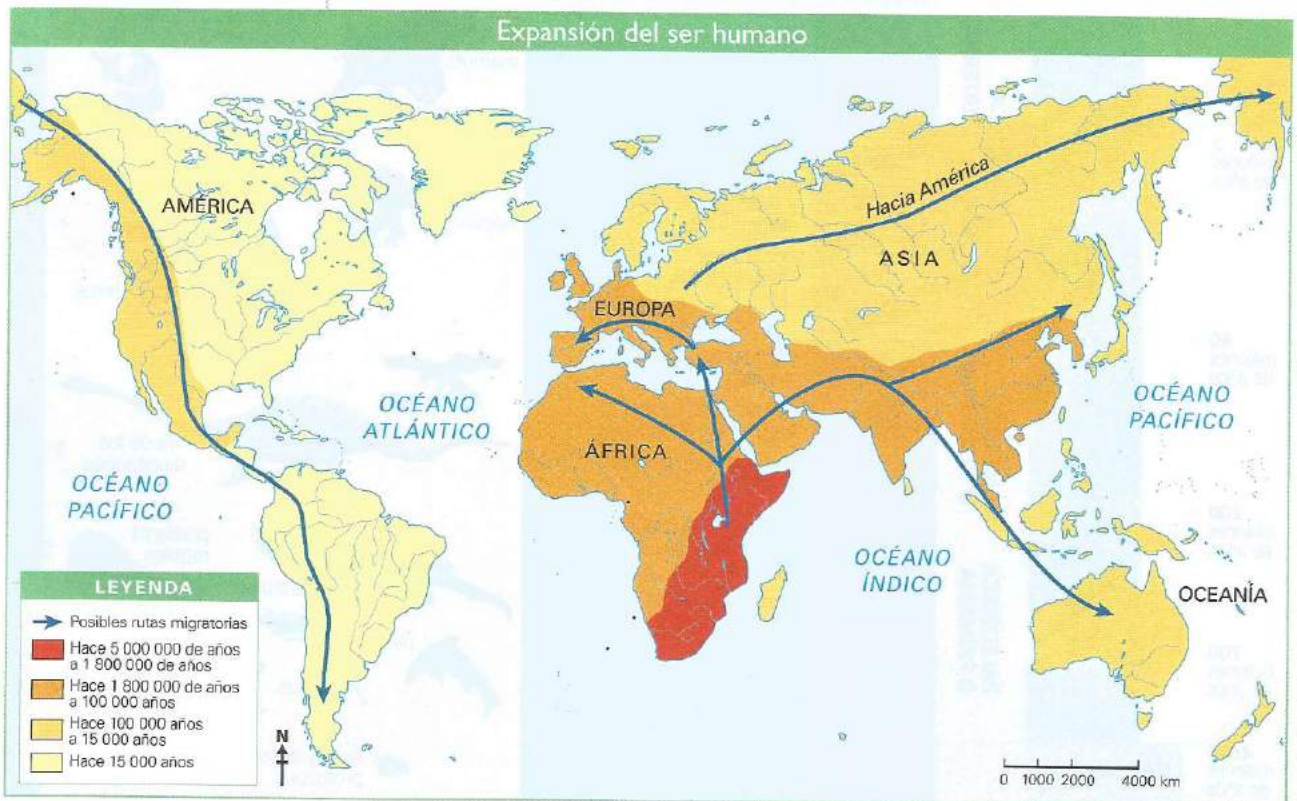 Expansión del ser humano
AMÉRICA
Hacia América
ASIA
EUROPA
OCÉANO
ATLÁNTICO
OCÉANO
PACÍFICO
ÁFRICA
OCÉANO
PACÍFICO
OCÉANO
ÍNDICO
OCEANÍA
LEYENDA
Posibles rutas migratorias
Hace 5 000 000 de años
a 1 800 000 de años
Hace 1 800 000 de años
a 100 000 años
Hace 100 000 años
a 15 000 años
Hace 15 000 años
N
0 1000 2000 4000 km